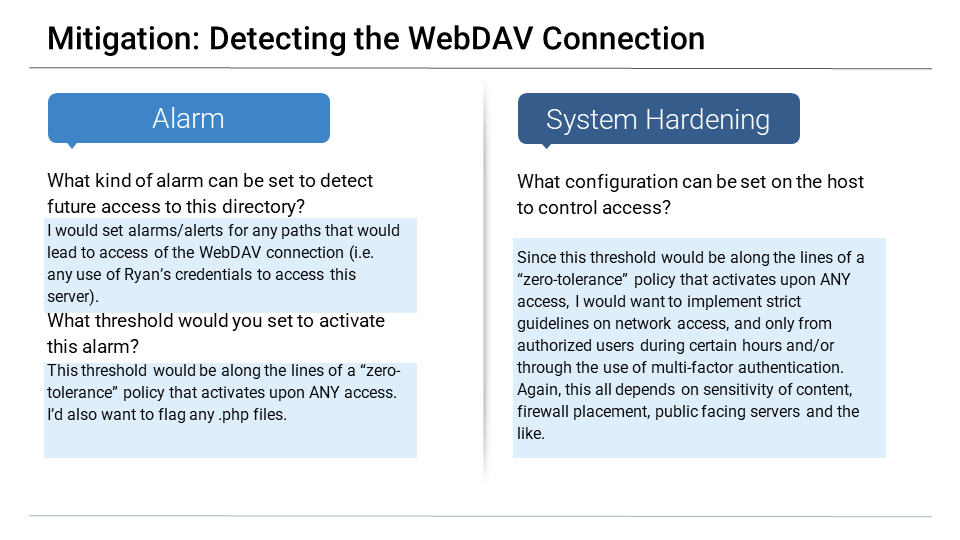 Mitigation: Detecting the WebDAV Connection
Alarm
What kind of alarm can be set to detect
future access to this directory?
I would set alarms/alerts for any paths that would
lead to access of the WebDAV connection (i.e.
any use of Ryan’s credentials to access this
server).
What threshold would you set to activate
this alarm?
This threshold would be along the lines of a “zero-
tolerance” policy that activates upon ANY access.
I’d also want to flag any .php files.
System Hardening
What configuration can be set on the host
to control access?
Since this threshold would be along the lines of a
“zero-tolerance” policy that activates upon ANY
access, I would want to implement strict
guidelines on network access, and only from
authorized users during certain hours and/or
through the use of multi-factor authentication.
Again, this all depends on sensitivity of content,
firewall placement, public facing servers and the
like.